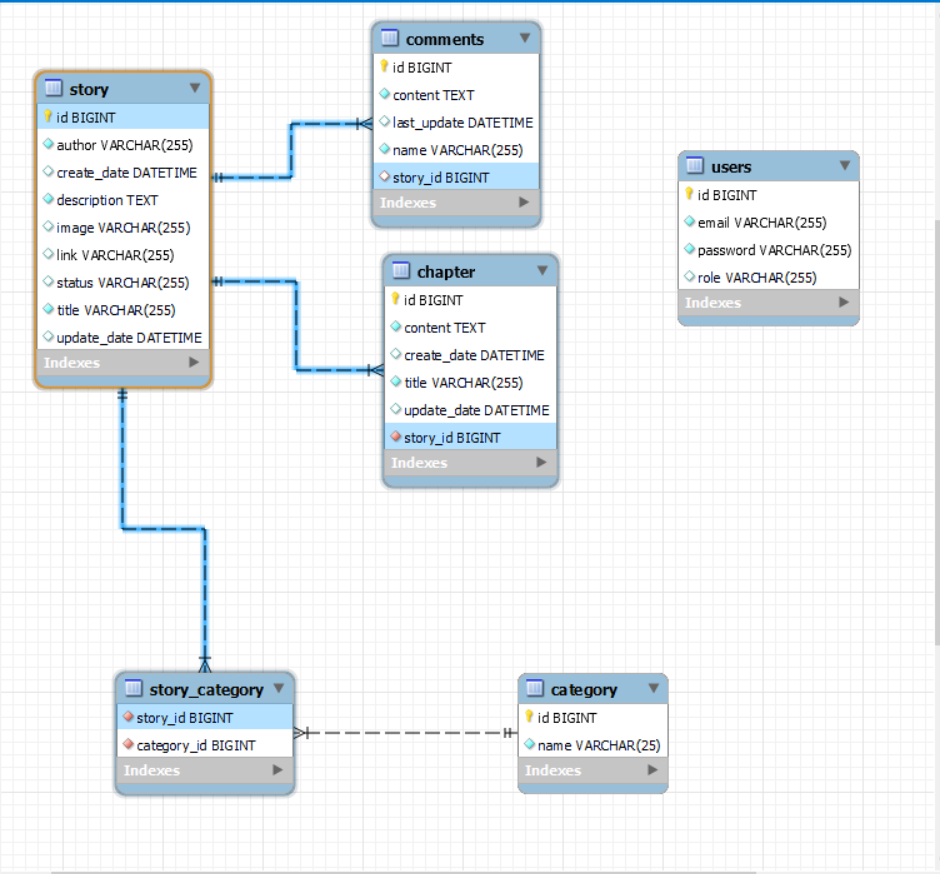 story
id BIGINT
author VARCHAR(255)
create_date DATETIME
description TEXT
image VARCHAR(255)
link VARCHAR(255)
status VARCHAR(255)
title VARCHAR(255)
update_date DATETIME
Indexes
comments
id BIGINT
content TEXT
last_update DATETIME
name VARCHAR(255)
story_id BIGINT
Indexes
chapter
id BIGINT
content TEXT
create_date DATETIME
title VARCHAR(255)
update_date DATETIME
story_id BIGINT
Indexes
users
id BIGINT
email VARCHAR(255)
password VARCHAR(255)
role VARCHAR(255)
Indexes
story_category
story_id BIGINT
category_id BIGINT
Indexes
category
id BIGINT
name VARCHAR(25)
Indexes